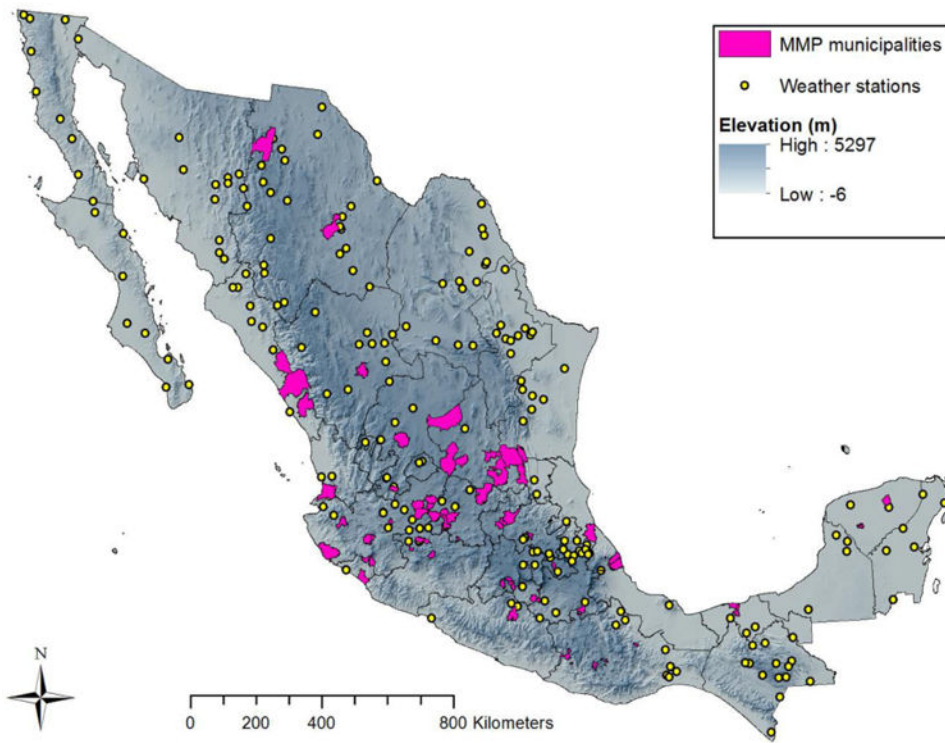 MMP municipalities
Weather stations
Elevation (m)
High : 5297
Low : -6
N
0 200 400 800 Kilometers